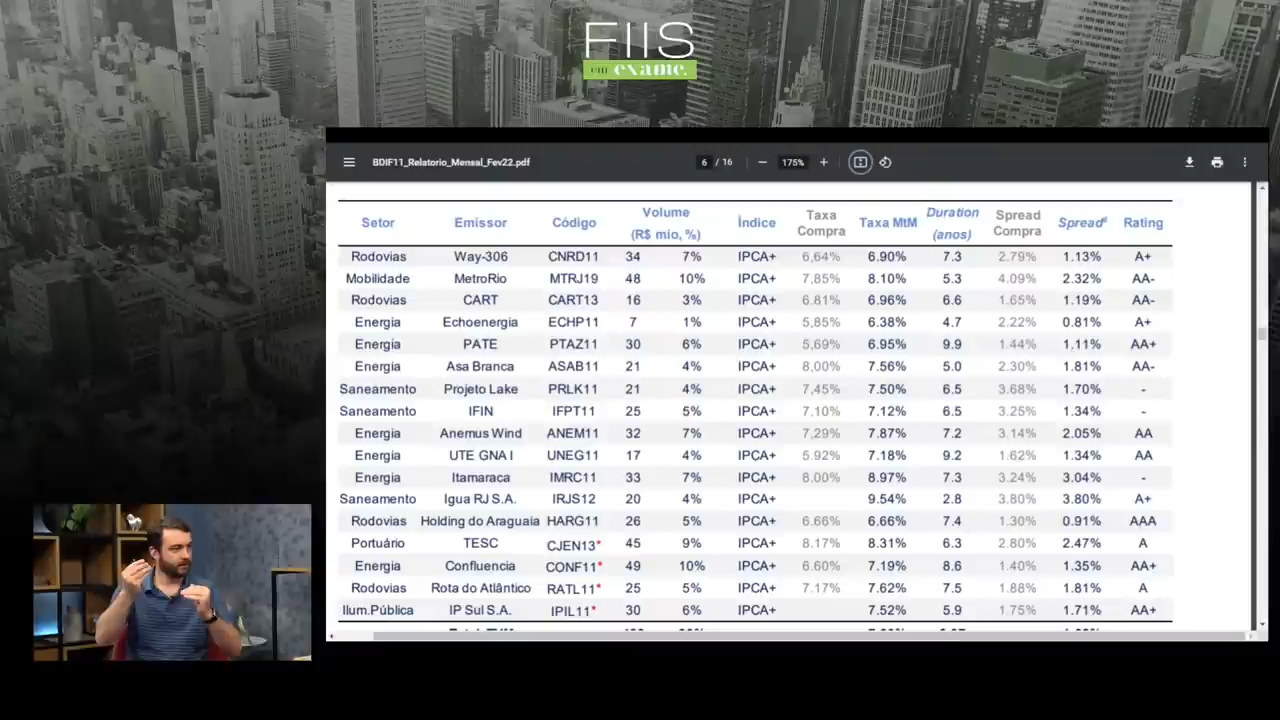 FIIS
em exame.
BDIF11_Relatorio_Mensal_Fev22.pdf 6 / 16 175%
Setor Emissor Código Volume (R$ mio, %) Índice Taxa Compra Taxa MtM Duration (anos) Spread Compra Spread# Rating
Rodovias Way-306 CNRD11 34 7% IPCA+ 6,64% 6.90% 7.3 2.79% 1.13% A+
Mobilidade MetroRio MTRJ19 48 10% IPCA+ 7,85% 8.10% 5.3 4.09% 2.32% AA-
Rodovias CART CART13 16 3% IPCA+ 6.81% 6.96% 6.6 1.65% 1.19% AA-
Energia Echoenergia ECHP11 7 1% IPCA+ 5,85% 6.38% 4.7 2.22% 0.81% A+
Energia PATE PTAZ11 30 6% IPCA+ 5,69% 6.95% 9.9 1.44% 1,11% AA+
Energia Asa Branca ASAB11 21 4% IPCA+ 8,00% 7.56% 5.0 2.30% 1.81% AA-
Saneamento Projeto Lake PRLK11 21 4% IPCA+ 7,45% 7.50% 6.5 3.68% 1.70% -
Saneamento IFIN IFPT11 25 5% IPCA+ 7,10% 7.12% 6.5 3.25% 1.34% -
Energia Anemus Wind ANEM11 32 7% IPCA+ 7,29% 7.87% 7.2 3.14% 2.05% AA
Energia UTE GNA I UNEG11 17 4% IPCA+ 5.92% 7.18% 9.2 1.62% 1.34% AA
Energia Itamaraca IMRC11 33 7% IPCA+ 8.00% 8.97% 7.3 3.24% 3.04% -
Saneamento Igua RJ S.A. IRJS12 20 4% IPCA+ 9.54% 2.8 3.80% 3.80% A+
Rodovias Holding do Araguaia HARG11 26 5% IPCA+ 6.66% 6.66% 7.4 1.30% 0.91% AAA
Portuário TESC CJEN13* 45 9% IPCA+ 8.17% 8.31% 6.3 2.80% 2.47% A
Energia Confluencia CONF11* 49 10% IPCA+ 6.60% 7.19% 8.6 1.40% 1.35% AA+
Rodovias Rota do Atlântico RATL11* 25 5% IPCA+ 7.17% 7.62% 7.5 1.88% 1.81% A
Ilum.Pública IP Sul S.A. IPIL11* 30 6% IPCA+ 7.52% 5.9 1.75% 1.71% AA+